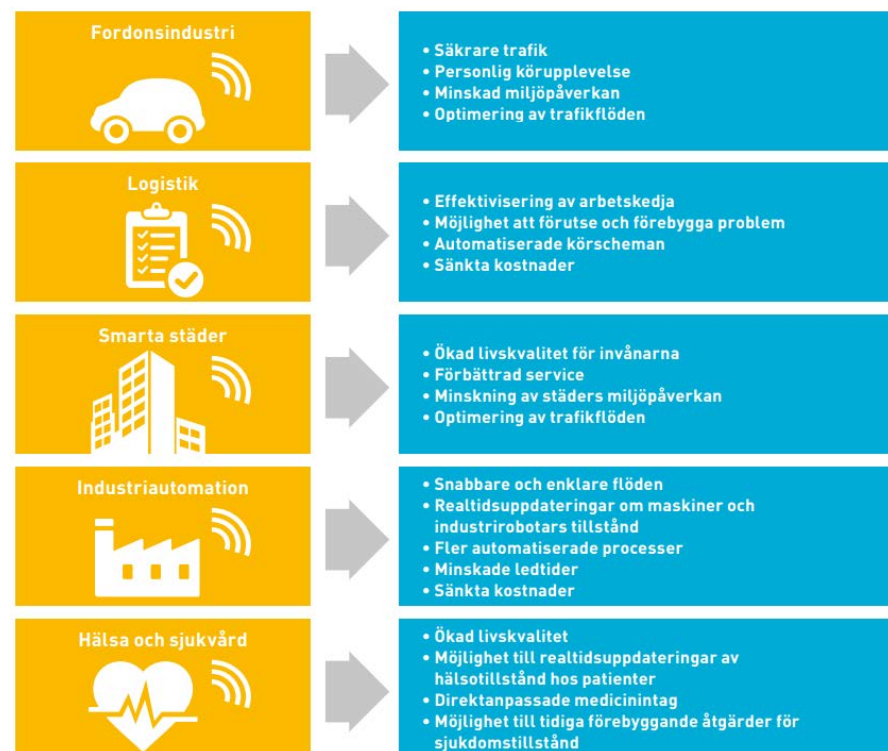 Fordonsindustri
• Säkrare trafik
• Personlig körupplevelse
• Minskad miljöpåverkan
• Optimering av trafikflöden
Logistik
• Effektivisering av arbetskedja
• Möjlighet att förutse och förebygga problem
• Automatiserade körscheman
• Sänkta kostnader
Smarta städer
• Ökad livskvalitet för invånarna
• Förbättrad service
• Minskning av städers miljöpåverkan
• Optimering av trafikflöden
Industriautomation
• Snabbare och enklare flöden
• Realtidsuppdateringar om maskiner och
industrirobotars tillstånd
• Fler automatiserade processer
• Minskade ledtider
• Sänkta kostnader
Hälsa och sjukvård
• Ökad livskvalitet
• Möjlighet till realtidsuppdateringar av
hälsotillstånd hos patienter
• Direktanpassade medicinintag
• Möjlighet till tidiga förebyggande åtgärder för
sjukdomstillstånd